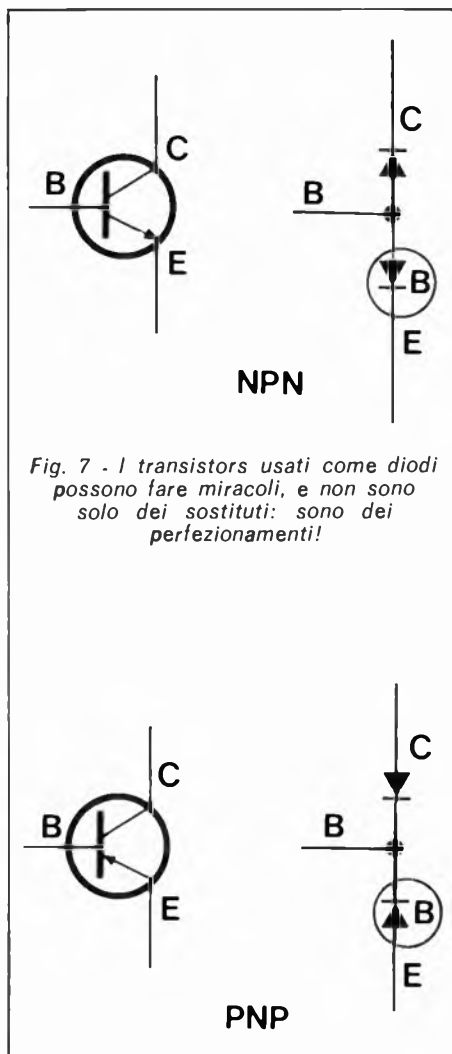 C
B
E
C
B
B
E
NPN
Fig. 7 - I transistors usati come diodi
possono fare miracoli, e non sono
solo dei sostituti: sono dei
perfezionamenti!
C
B
E
C
B
B
E
PNP